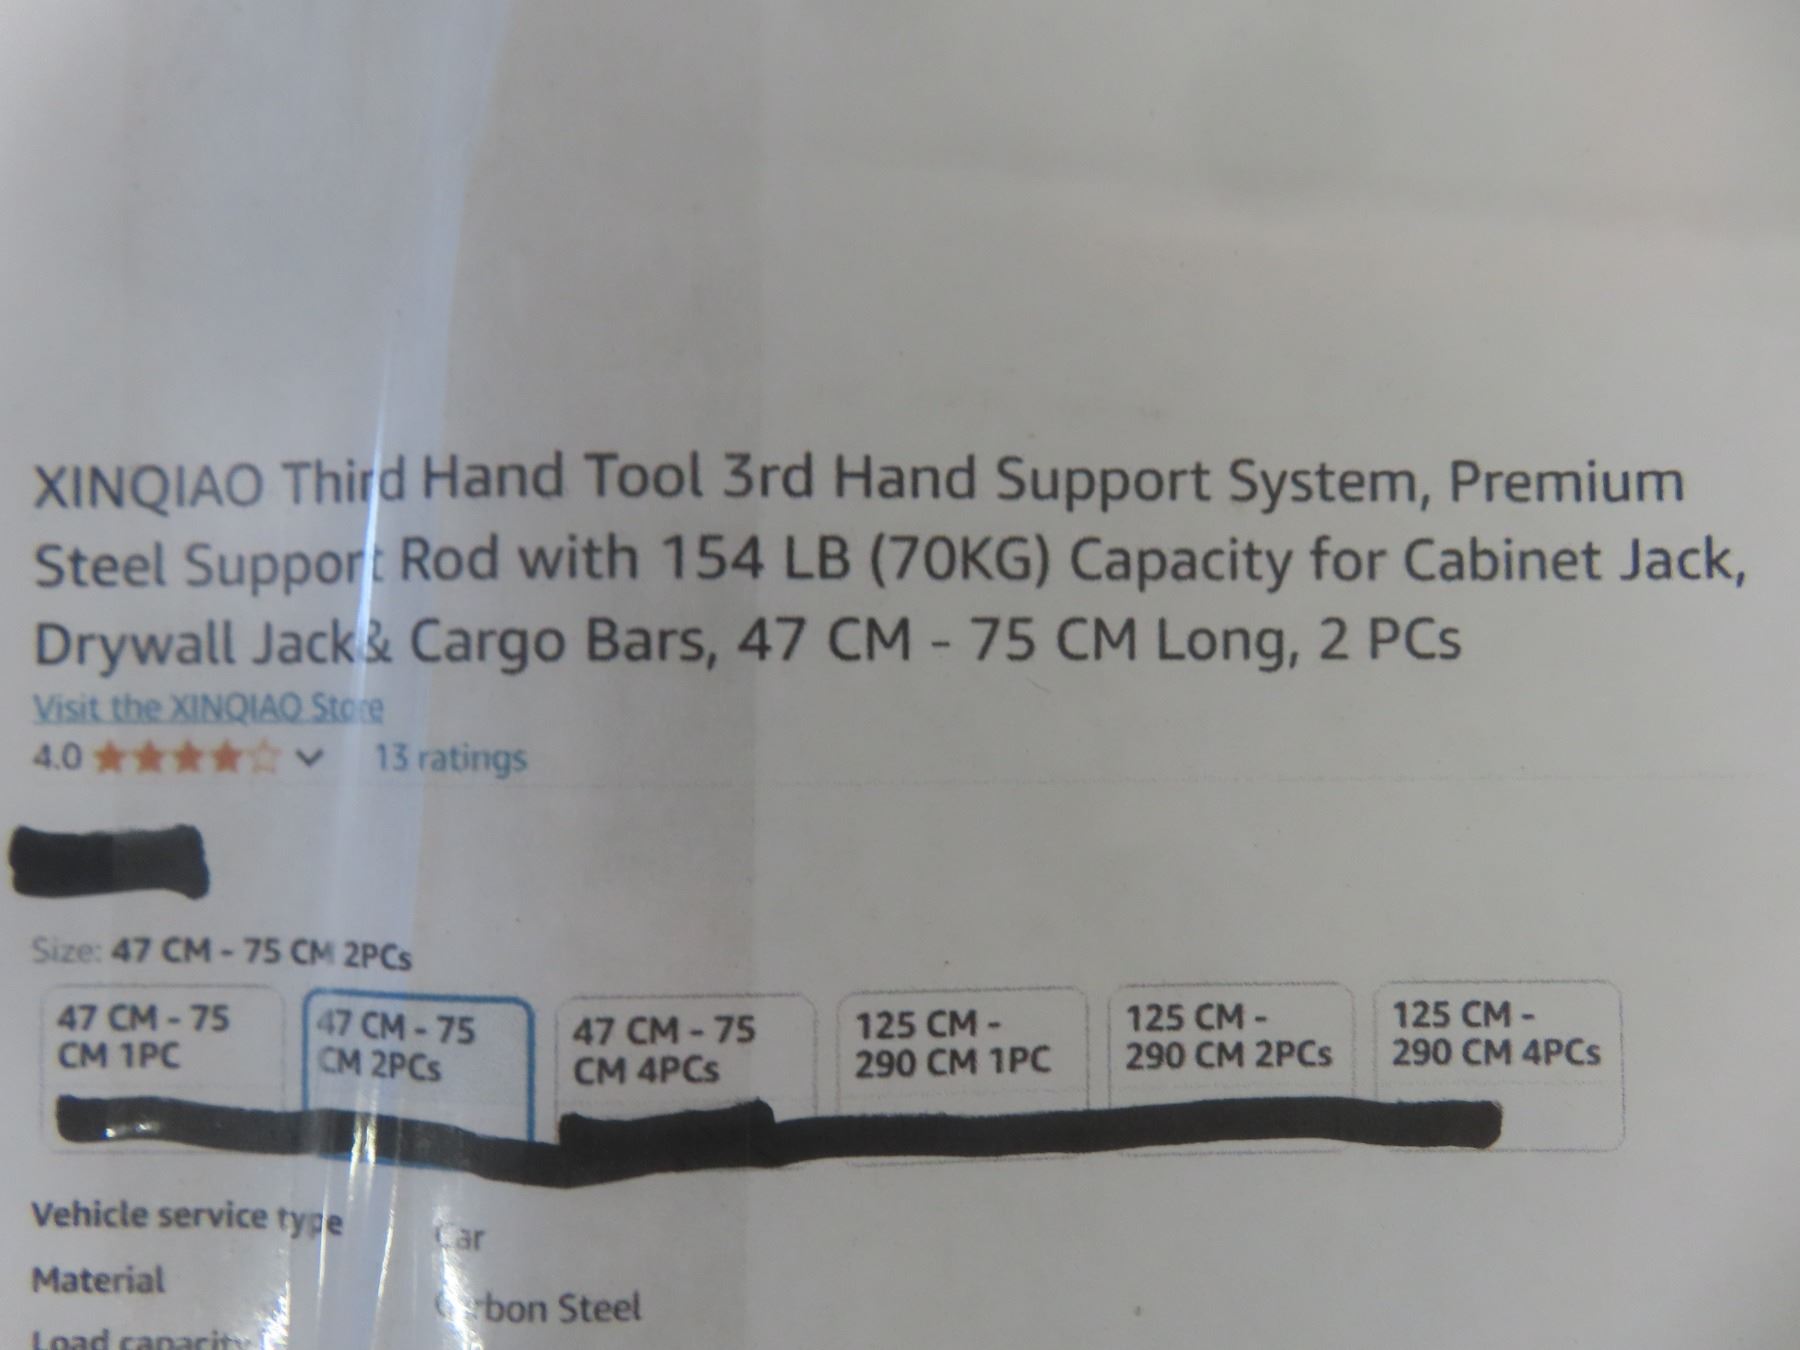 XINQIAO Third Hand Tool 3rd Hand Support System, Premium
Steel Support Rod with 154 LB (70KG) Capacity for Cabinet Jack,
Drywall Jack& Cargo Bars, 47 CM - 75 CM Long, 2 PCs
Visit the XINQIAO Store
4.0 13 ratings
Size: 47 CM - 75 CM 2PCs
47 CM - 75
CM 1PC
47 CM - 75
CM 2PCs
47 CM - 75
CM 4PCs
125 CM -
290 CM 1PC
125 CM -
290 CM 2PCs
125 CM -
290 CM 4PCs
Vehicle service type Car
Material Carbon Steel
Load capacity